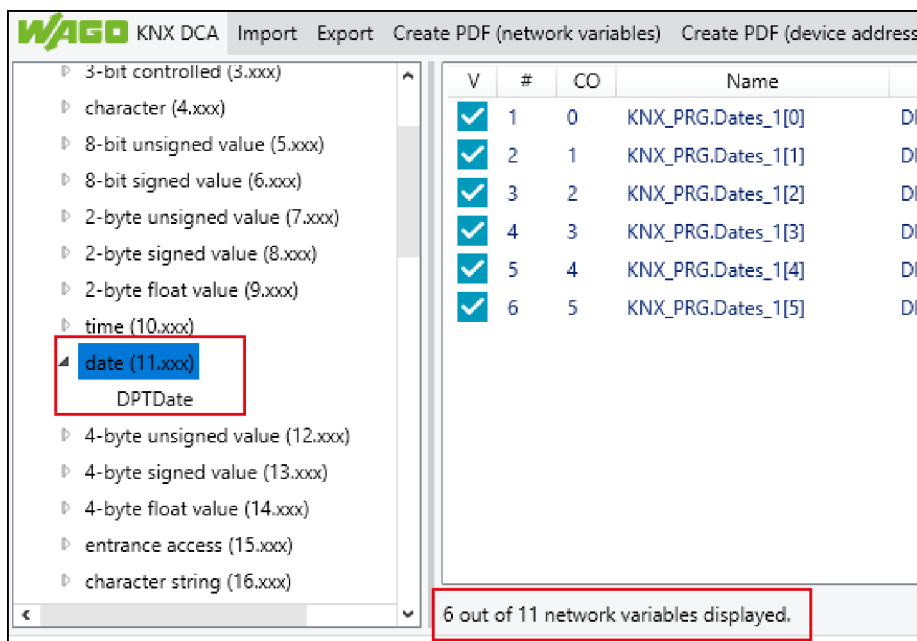 WAGO KNX DCA Import Export Create PDF (network variables) Create PDF (device address
3-bit controlled (3.xxx)
character (4.xxx)
8-bit unsigned value (5.xxx)
8-bit signed value (6.xxx)
2-byte unsigned value (7.xxx)
2-byte signed value (8.xxx)
2-byte float value (9.xxx)
time (10.xxx)
date (11.xxx)
DPTDate
4-byte unsigned value (12.xxx)
4-byte signed value (13.xxx)
4-byte float value (14.xxx)
entrance access (15.xxx)
character string (16.xxx)
V # CO Name
1 0 KNX_PRG.Dates_1[0]
2 1 KNX_PRG.Dates_1[1]
3 2 KNX_PRG.Dates_1[2]
4 3 KNX_PRG.Dates_1[3]
5 4 KNX_PRG.Dates_1[4]
6 5 KNX_PRG.Dates_1[5]
6 out of 11 network variables displayed.